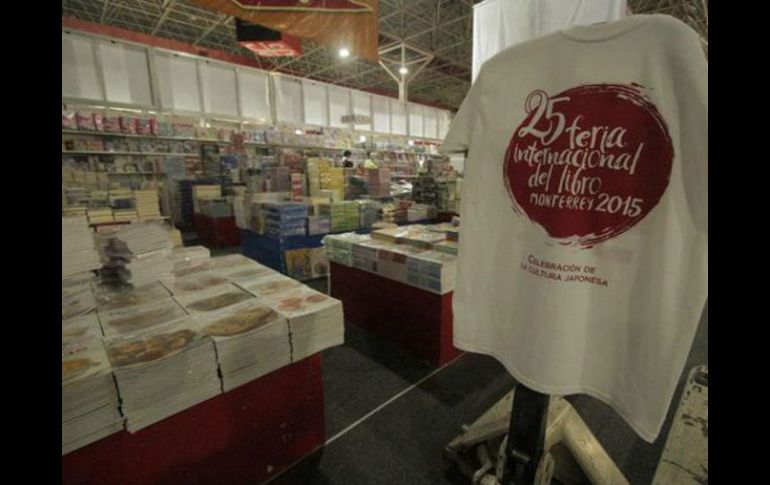 25 feria
internacional
del libro
MONTERREY 2015
CELEBRACIÓN DE
LA CULTURA JAPONESA